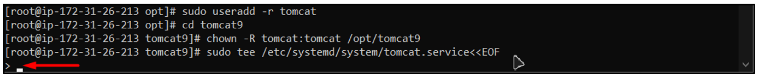 [root@ip-172-31-26-213 opt]# sudo useradd -r tomcat
[root@ip-172-31-26-213 opt]# cd tomcat9
[root@ip-172-31-26-213 tomcat9]# chown -R tomcat:tomcat /opt/tomcat9
[root@ip-172-31-26-213 tomcat9]# sudo tee /etc/systemd/system/tomcat.service<<EOF
>